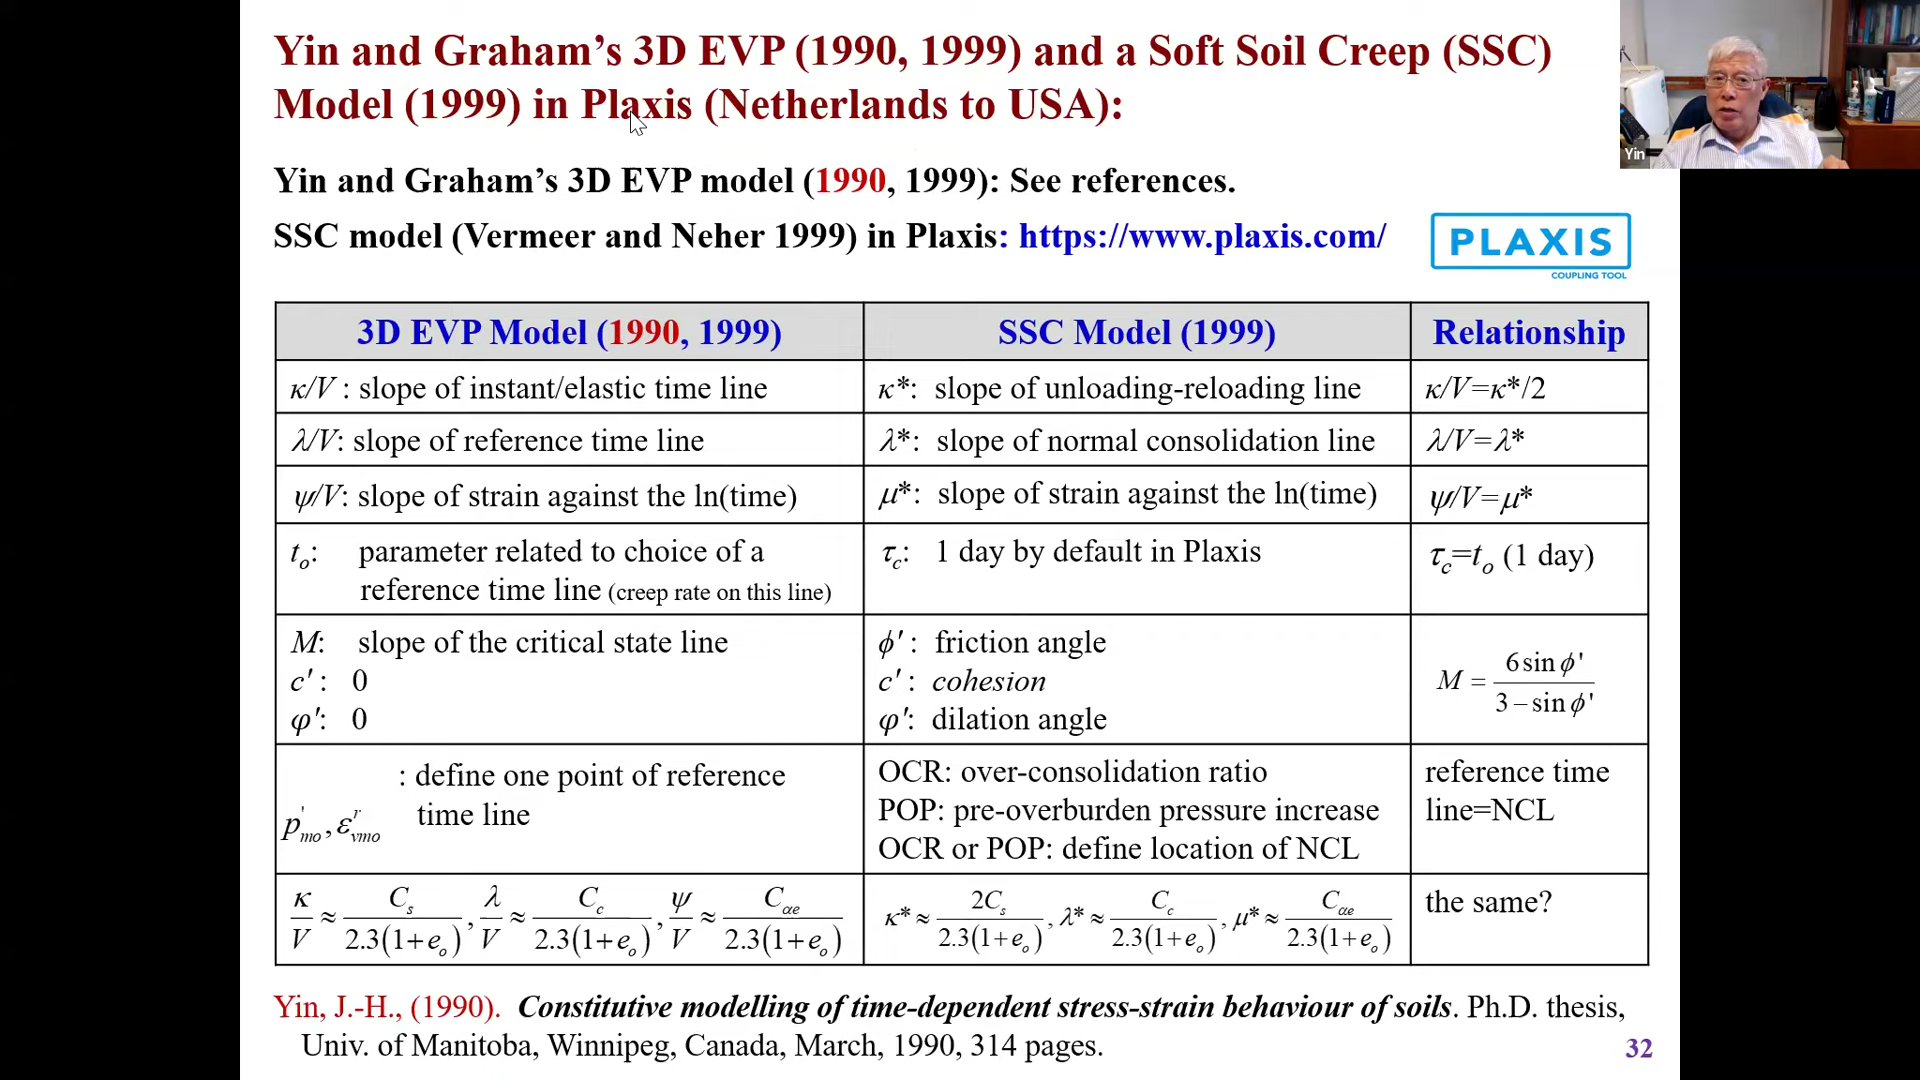 Yin and Graham’s 3D EVP (1990, 1999) and a Soft Soil Creep (SSC)
Model (1999) in Plaxis (Netherlands to USA):
Yin
Yin and Graham’s 3D EVP model (1990, 1999): See references.
SSC model (Vermeer and Neher 1999) in Plaxis: https://www.plaxis.com/
PLAXIS
COUPLING TOOL
3D EVP Model (1990, 1999)
SSC Model (1999)
Relationship
κ/V : slope of instant/elastic time line
κ*: slope of unloading-reloading line
κ/V=κ*/2
λ/V: slope of reference time line
λ*: slope of normal consolidation line
λ/V=λ*
ψ/V: slope of strain against the ln(time)
μ*: slope of strain against the ln(time)
ψ/V=μ*
t_o: parameter related to choice of a
reference time line (creep rate on this line)
τ_c: 1 day by default in Plaxis
τ_c=t_o (1 day)
M: slope of the critical state line
c': 0
φ': 0
ϕ': friction angle
c': cohesion
φ': dilation angle
M = 6 sin ϕ' / 3 − sin ϕ'
p'_mo, ε^r_vmo : define one point of reference
time line
OCR: over-consolidation ratio
POP: pre-overburden pressure increase
OCR or POP: define location of NCL
reference time
line=NCL
κ/V ≈ C_s/2.3(1+e_o), λ/V ≈ C_c/2.3(1+e_o), ψ/V ≈ C_αe/2.3(1+e_o)
κ* ≈ 2C_s/2.3(1+e_o), λ* ≈ C_c/2.3(1+e_o), μ* ≈ C_αe/2.3(1+e_o)
the same?
Yin, J.-H., (1990). Constitutive modelling of time-dependent stress-strain behaviour of soils. Ph.D. thesis,
Univ. of Manitoba, Winnipeg, Canada, March, 1990, 314 pages.
32